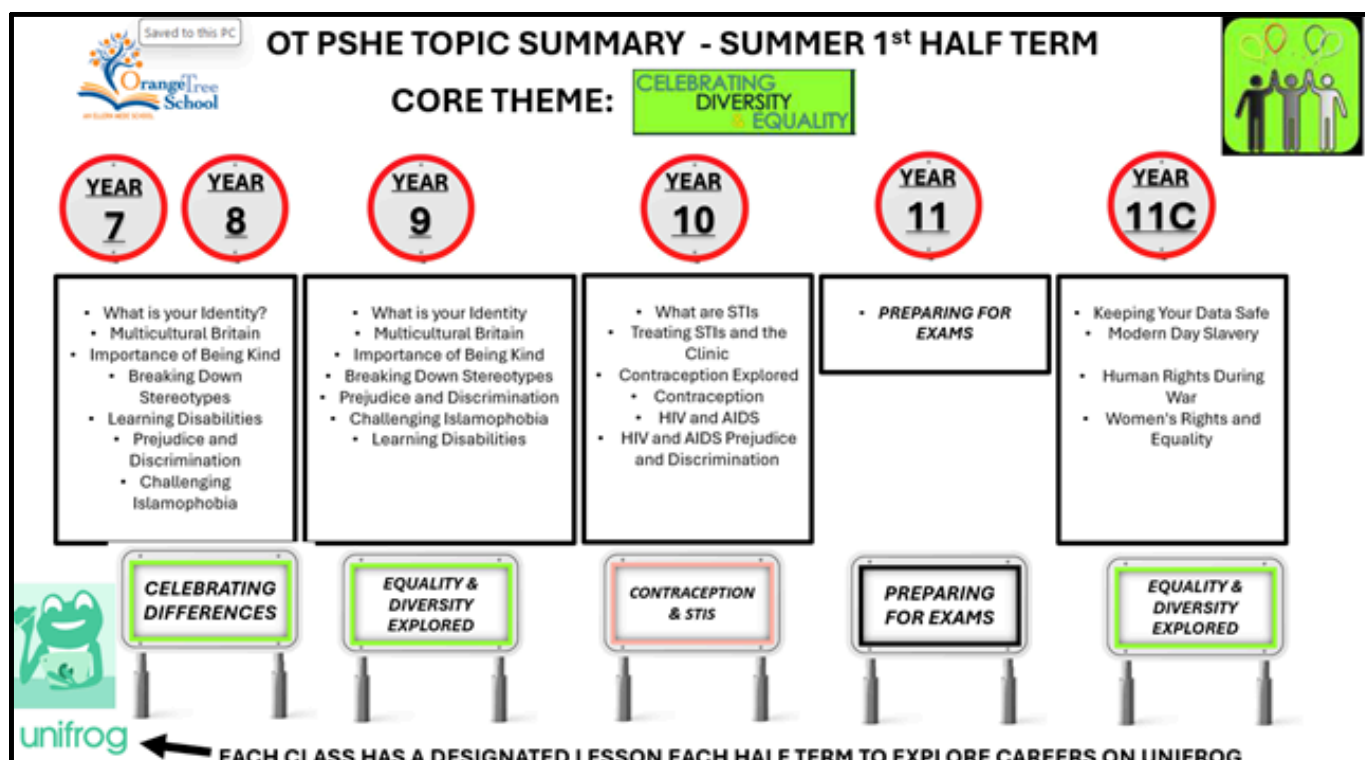 Saved to this PC
OT PSHE TOPIC SUMMARY - SUMMER 1st HALF TERM
OrangeTree
School
CORE THEME:
CELEBRATING
DIVERSITY
& EQUALITY
YEAR
7
YEAR
8
YEAR
9
YEAR
10
YEAR
11
YEAR
11C
• What is your Identity?
• Multicultural Britain
• Importance of Being Kind
• Breaking Down
Stereotypes
• Learning Disabilities
• Prejudice and
Discrimination
• Challenging
Islamophobia
• What is your Identity
• Multicultural Britain
• Importance of Being Kind
• Breaking Down Stereotypes
• Prejudice and Discrimination
• Challenging Islamophobia
• Learning Disabilities
• What are STIs
• Treating STIs and the
Clinic
• Contraception Explored
• Contraception
• HIV and AIDS
• HIV and AIDS Prejudice
and Discrimination
• PREPARING FOR
EXAMS
• Keeping Your Data Safe
• Modern Day Slavery
• Human Rights During
War
• Women's Rights and
Equality
CELEBRATING
DIFFERENCES
EQUALITY &
DIVERSITY
EXPLORED
CONTRACEPTION
& STIS
PREPARING
FOR EXAMS
EQUALITY &
DIVERSITY
EXPLORED
unifrog
EACH CLASS HAS A DESIGNATED LESSON EACH HALF TERM TO EXPLORE CAREERS ON UNIFROG